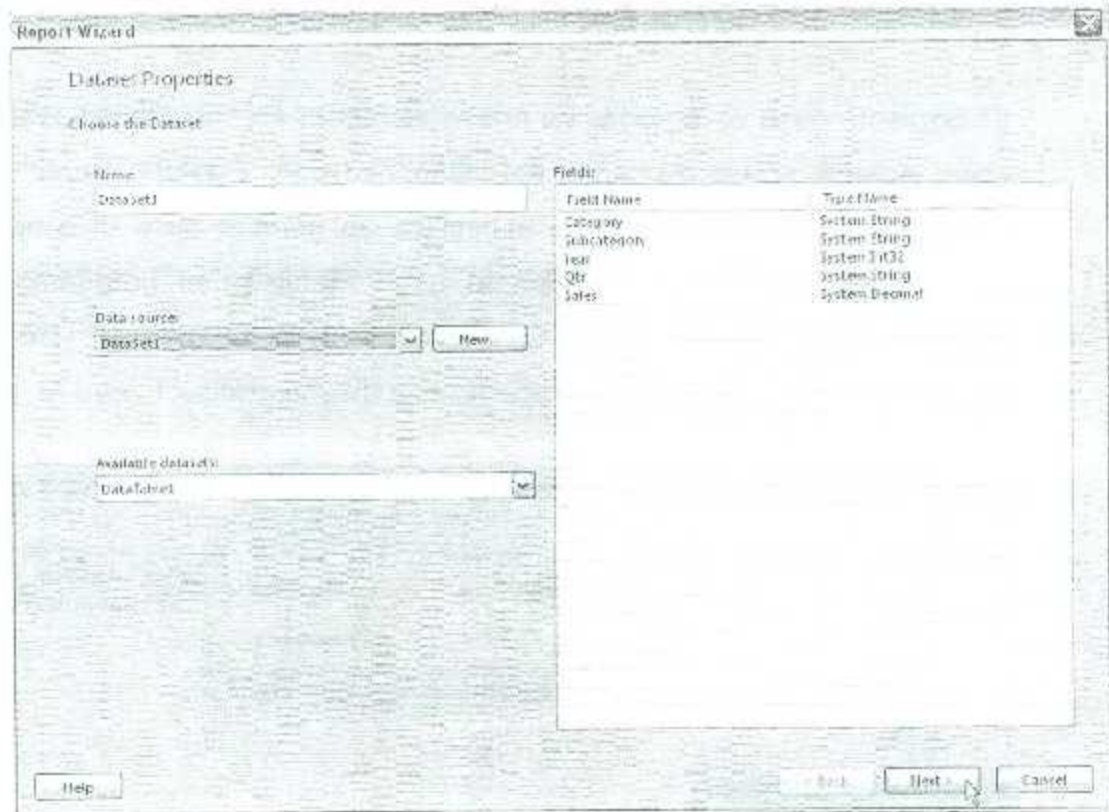 Report Wizard
Dataset Properties
Choose the Dataset
Name:
DataSet1
Data source:
DataSet1
New...
Available datasets:
DataTable1
Fields:
Field Name Type Name
Category System.String
Subcategory System.String
Year System.Int32
Qtr System.String
Sales System.Decimal
Help
< Back
Next >
Cancel